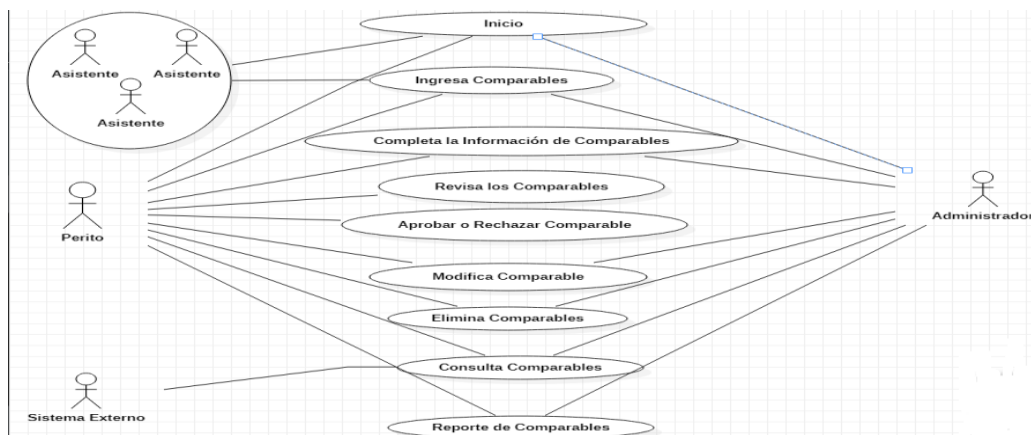 Inicio
Asistente
Asistente
Ingresa Comparables
Asistente
Completa la Información de Comparables
Revisa los Comparables
Aprobar o Rechazar Comparable
Perito
Administrador
Modifica Comparable
Elimina Comparables
Consulta Comparables
Sistema Externo
Reporte de Comparables